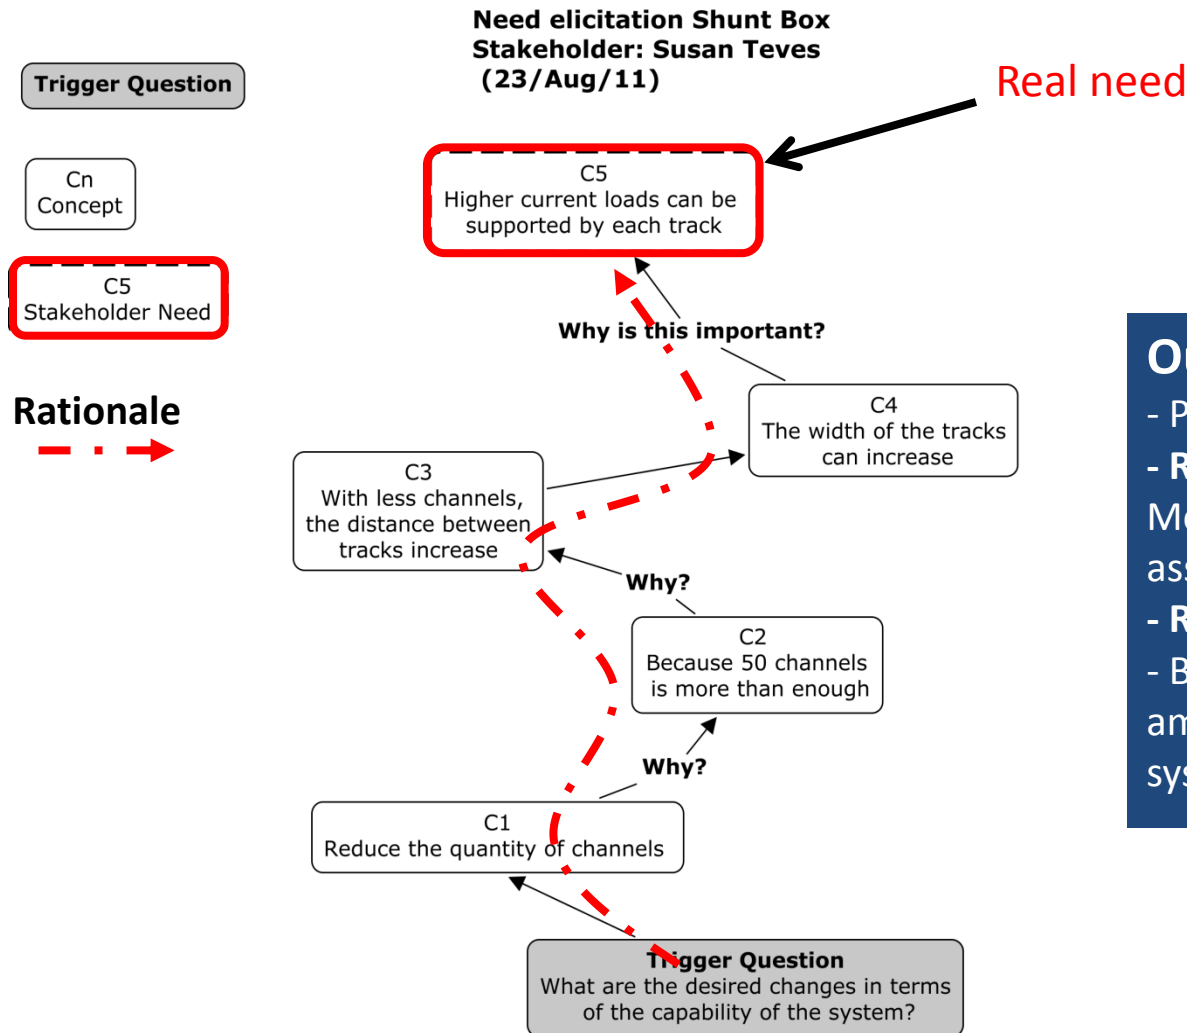 Need elicitation Shunt Box
Stakeholder: Susan Teves
(23/Aug/11)
Real need
Trigger Question
Cn
Concept
C5
Stakeholder Need
Rationale
C5
Higher current loads can be
supported by each track
Why is this important?
C4
The width of the tracks
can increase
C3
With less channels,
the distance between
tracks increase
Why?
C2
Because 50 channels
is more than enough
Why?
C1
Reduce the quantity of channels
Trigger Question
What are the desired changes in terms
of the capability of the system?
- P
- R
- R
- B